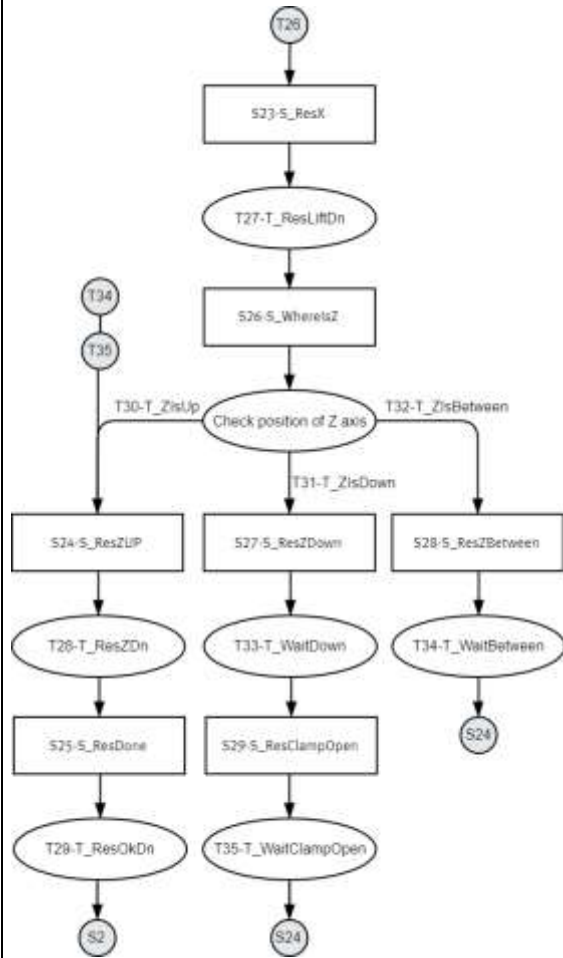 T26
S23-S_ResX
T27-T_ResLiftDn
T34
S26-S_WhereIsZ
T35
T30-T_ZIsUp
Check position of Z axis
T32-T_ZIsBetween
T31-T_ZIsDown
S24-S_ResZUP
S27-S_ResZDown
S28-S_ResZBetween
T28-T_ResZDn
T33-T_WaitDown
T34-T_WaitBetween
S25-S_ResDone
S29-S_ResClampOpen
S24
T29-T_ResOkDn
T35-T_WaitClampOpen
S2
S24